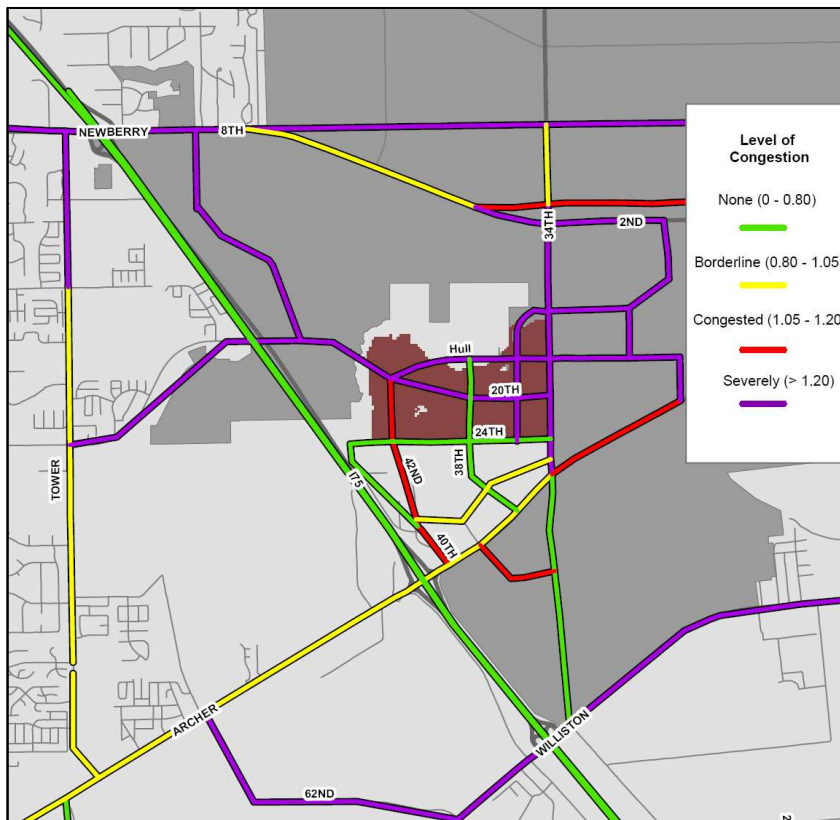 NEWBERRY
8TH
34TH
2ND
Level of
Congestion
None (0 - 0.80)
Borderline (0.80 - 1.05
Congested (1.05 - 1.20
Severely (> 1.20)
Hull
20TH
24TH
42ND
38TH
TOWER
I75
40TH
ARCHER
WILLISTON
62ND